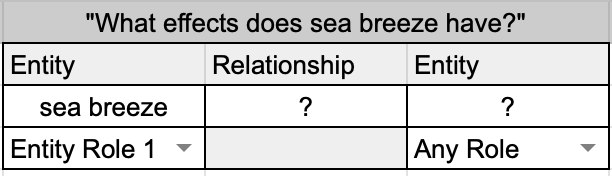 "What effects does sea breeze have?"
Entity Relationship Entity
sea breeze ? ?
Entity Role 1 Any Role